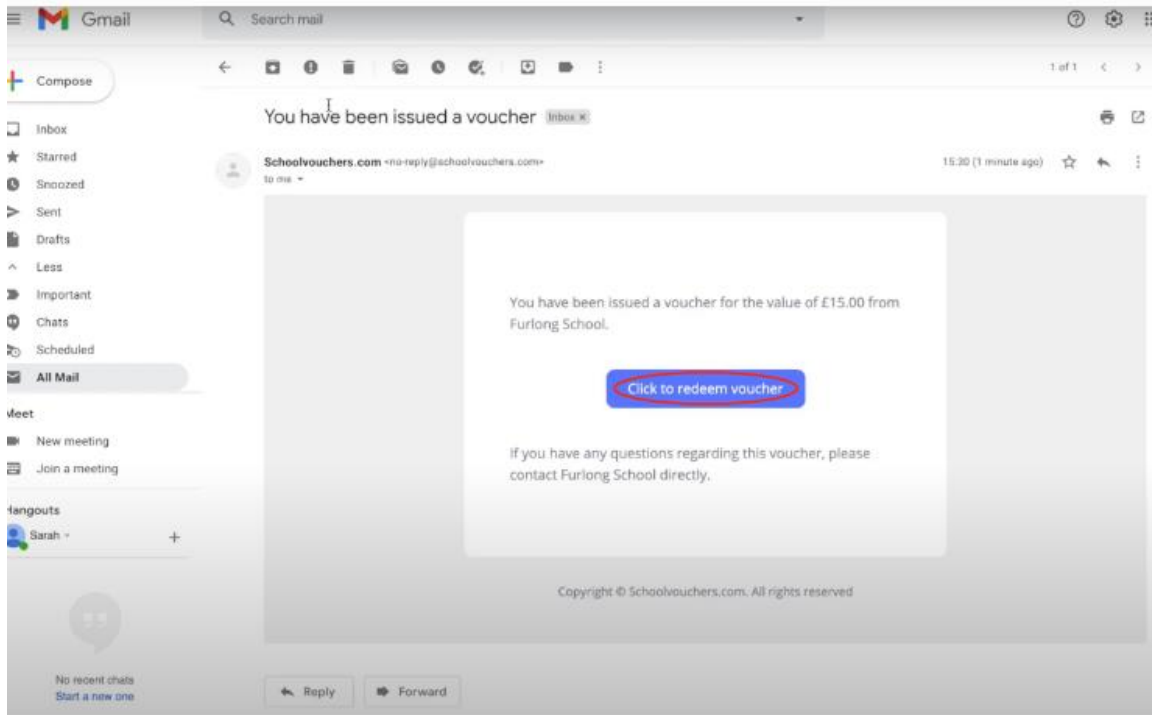 Gmail
Search mail
Compose
1 of 1
You have been issued a voucher Inbox x
Inbox
Starred
Snoozed
Sent
Drafts
Less
Important
Chats
Scheduled
All Mail
Meet
New meeting
Join a meeting
Hangouts
Sarah
No recent chats
Start a new one
Schoolvouchers.com <no-reply@schoolvouchers.com>
15:30 (1 minute ago)
to me
You have been issued a voucher for the value of £15.00 from
Furlong School.
Click to redeem voucher
If you have any questions regarding this voucher, please
contact Furlong School directly.
Copyright © Schoolvouchers.com. All rights reserved
Reply
Forward